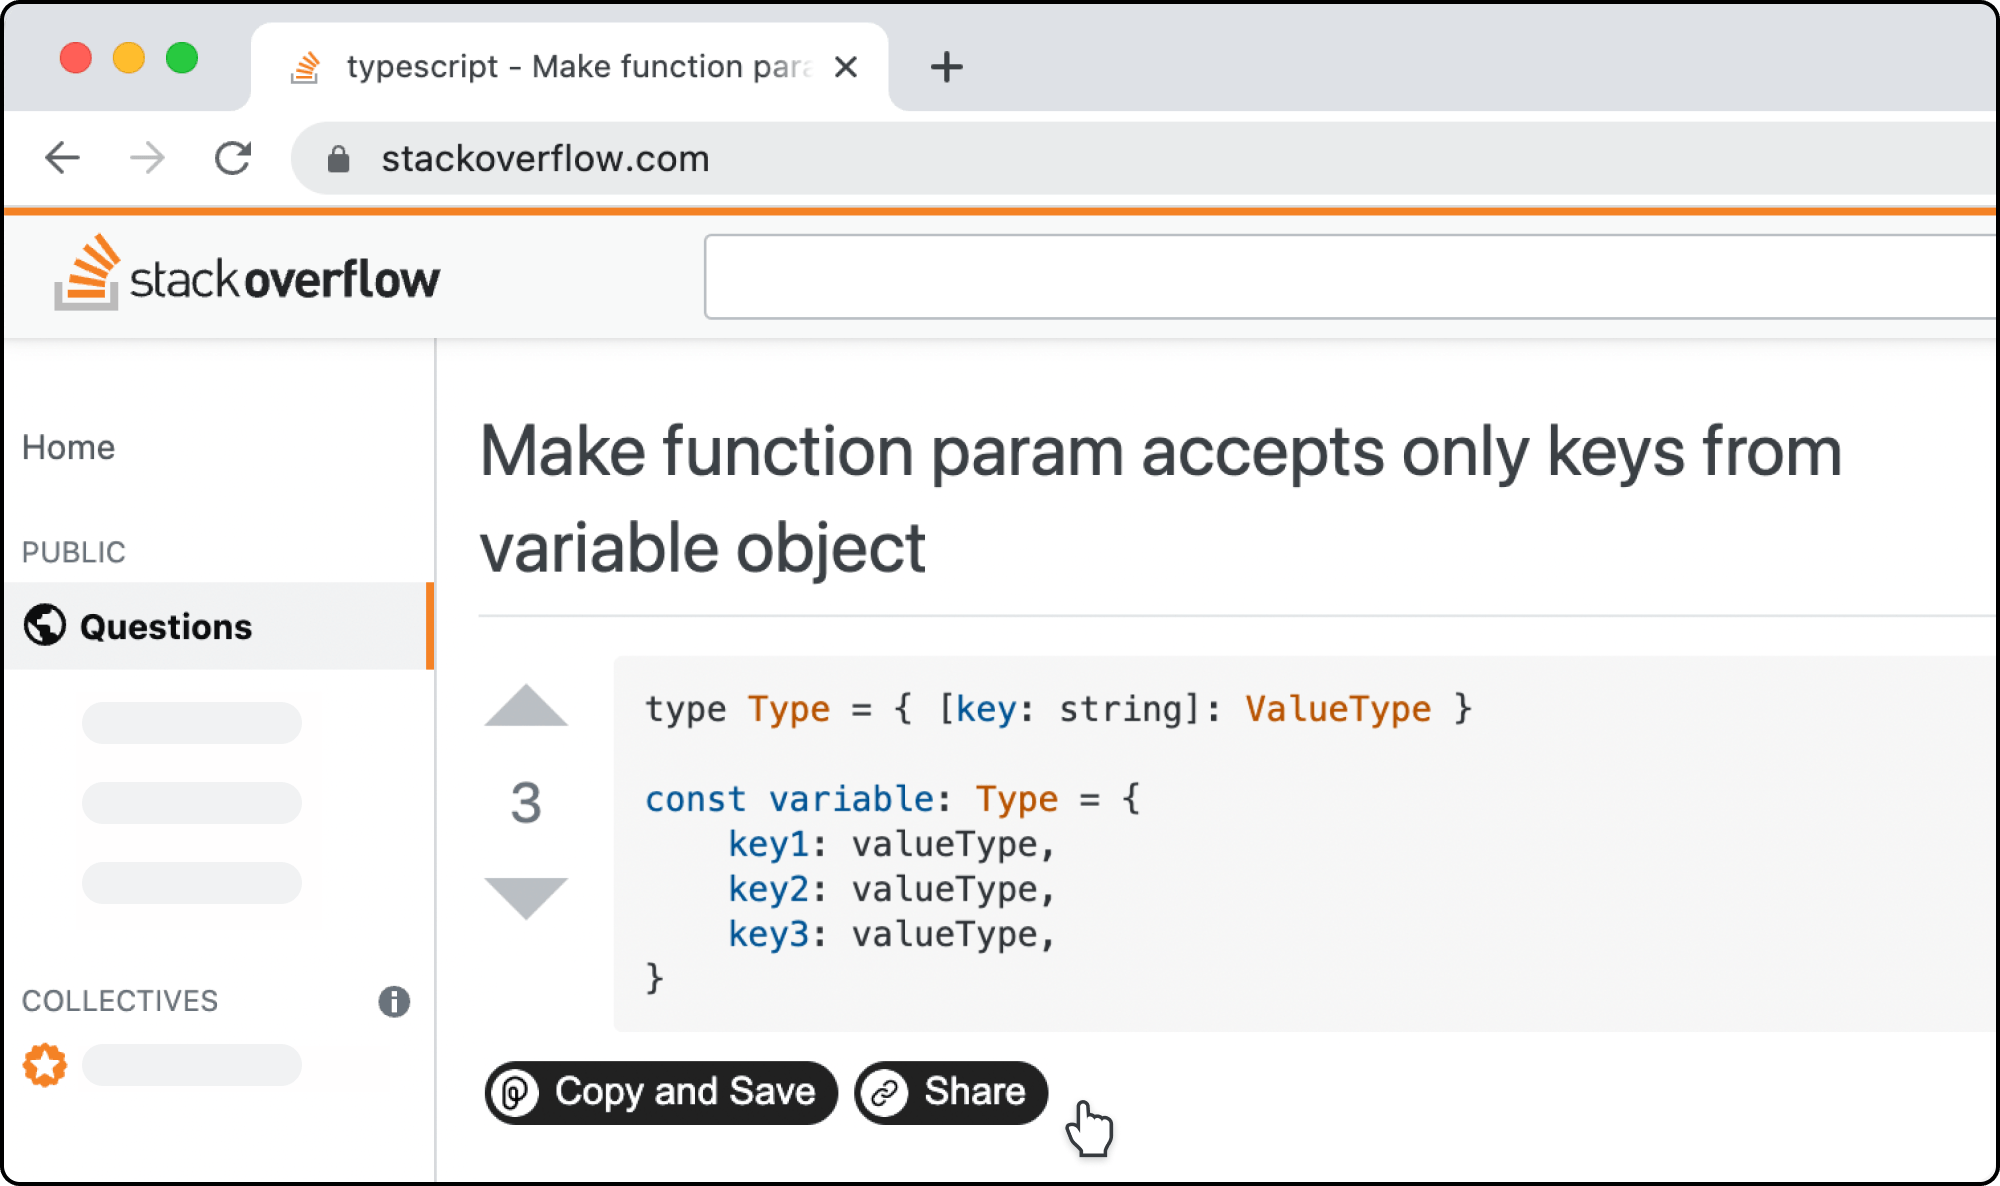 typescript - Make function para
stackoverflow.com
stackoverflow
Home
PUBLIC
Questions
COLLECTIVES
Make function param accepts only keys from
variable object
3
type Type = { [key: string]: ValueType }
const variable: Type = {
key1: valueType,
key2: valueType,
key3: valueType,
}
Copy and Save
Share